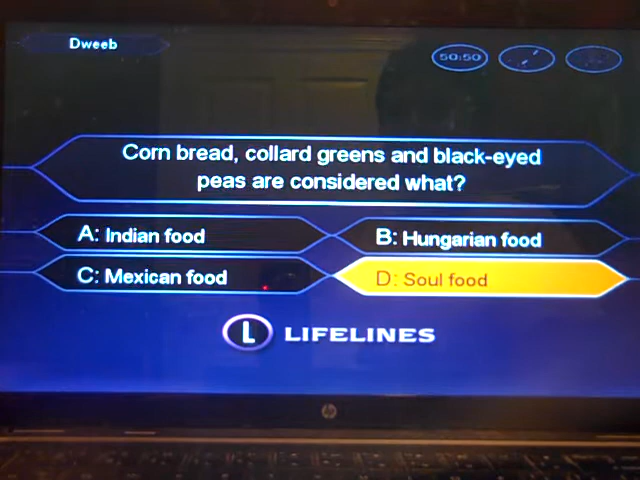 Dweeb
50:50
Corn bread, collard greens and black-eyed
peas are considered what?
A: Indian food
B: Hungarian food
C: Mexican food
D: Soul food
L LIFELINES
hp